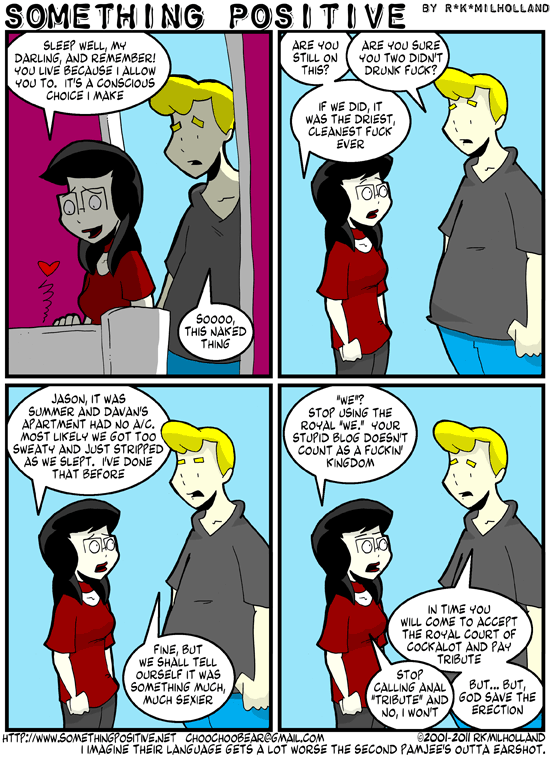 SOMETHING POSITIVE BY R*K*MILHOLLAND
SLEEP WELL, MY
DARLING, AND REMEMBER!
YOU LIVE BECAUSE I ALLOW
YOU TO. IT'S A CONSCIOUS
CHOICE I MAKE
SOOOO,
THIS NAKED
THING
ARE YOU
STILL ON
THIS?
ARE YOU SURE
YOU TWO DIDN'T
DRUNK FUCK?
IF WE DID, IT
WAS THE DRIEST,
CLEANEST FUCK
EVER
JASON, IT WAS
SUMMER AND DAVAN'S
APARTMENT HAD NO A/C.
MOST LIKELY WE GOT TOO
SWEATY AND JUST STRIPPED
AS WE SLEPT. I'VE DONE
THAT BEFORE
FINE, BUT
WE SHALL TELL
OURSELF IT WAS
SOMETHING MUCH,
MUCH SEXIER
"WE"?
STOP USING THE
ROYAL "WE." YOUR
STUPID BLOG DOESN'T
COUNT AS A FUCKIN'
KINGDOM
IN TIME YOU
WILL COME TO ACCEPT
THE ROYAL COURT OF
COCKALOT AND PAY
TRIBUTE
STOP
CALLING ANAL
"TRIBUTE" AND
NO, I WON'T
BUT... BUT,
GOD SAVE THE
ERECTION
HTTP://WWW.SOMETHINGPOSITIVE.NET CHOOCHOOBEAR@GMAIL.COM ©2001-2011 RKMILHOLLAND
I IMAGINE THEIR LANGUAGE GETS A LOT WORSE THE SECOND PAMJEE'S OUTTA EARSHOT.